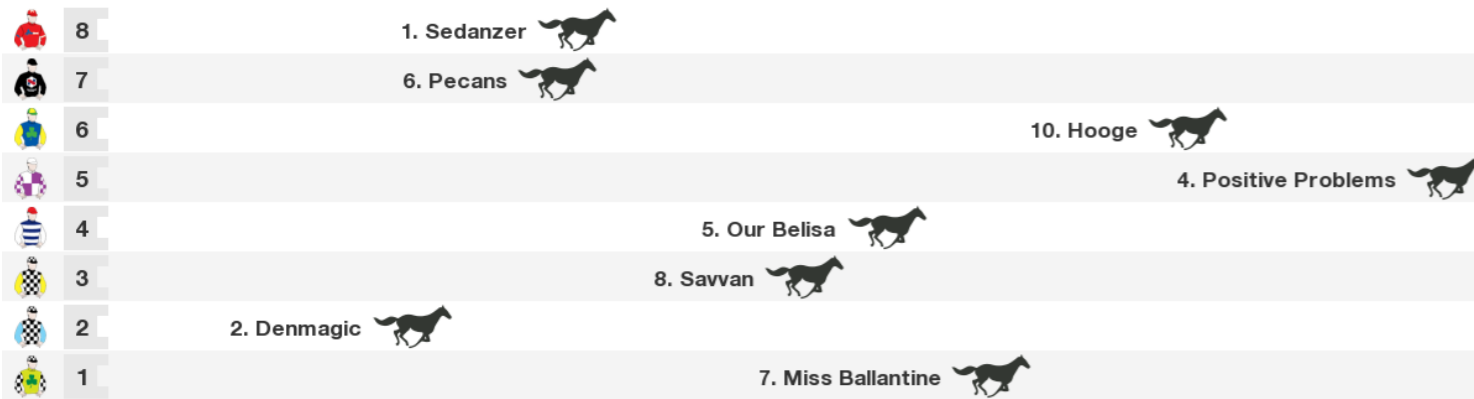 8 1. Sedanzer
7 6. Pecans
6 10. Hooge
5 4. Positive Problems
4 5. Our Belisa
3 8. Savvan
2 2. Denmagic
1 7. Miss Ballantine